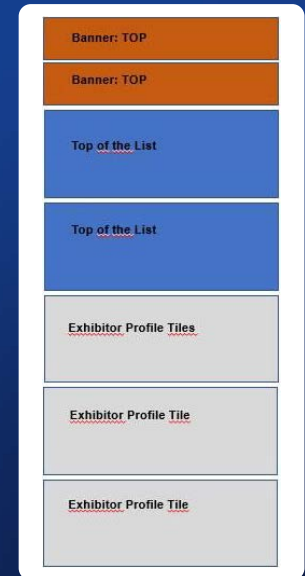 Banner: TOP
Banner: TOP
Top of the List
Top of the List
Exhibitor Profile Tiles
Exhibitor Profile Tile
Exhibitor Profile Tile